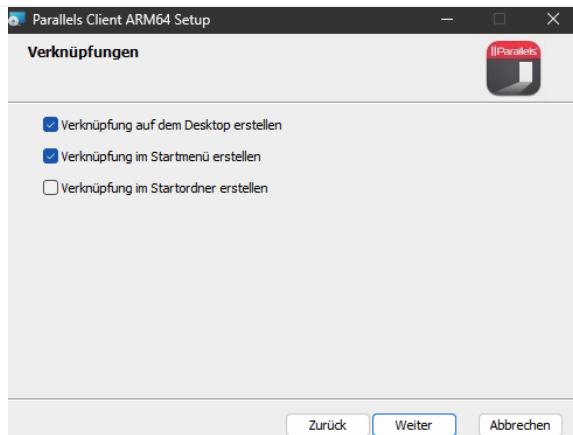 Parallels Client ARM64 Setup
Verknüpfungen
||Parallels
Verknüpfung auf dem Desktop erstellen
Verknüpfung im Startmenü erstellen
Verknüpfung im Startordner erstellen
Zurück
Weiter
Abbrechen